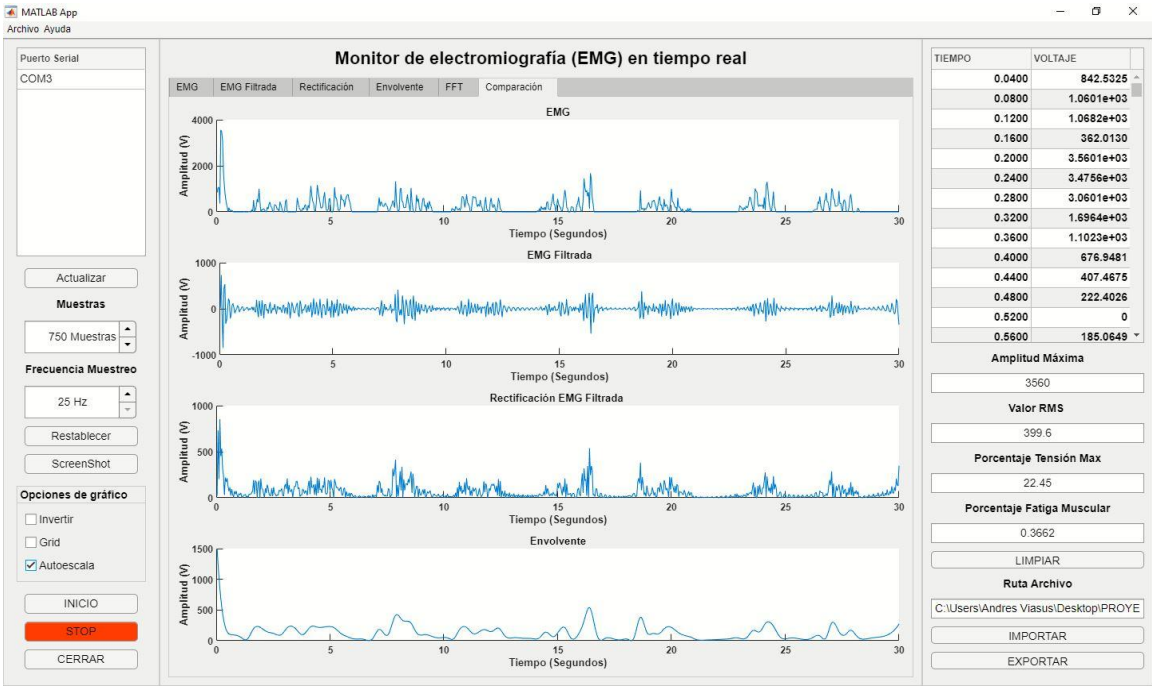 MATLAB App
Archivo Ayuda
Puerto Serial
COM3
Actualizar
Muestras
750 Muestras
Frecuencia Muestreo
25 Hz
Restablecer
ScreenShot
Opciones de gráfico
Invertir
Grid
Autoescala
INICIO
STOP
CERRAR
Monitor de electromiografía (EMG) en tiempo real
EMG EMG Filtrada Rectificación Envolvente FFT Comparación
EMG
Amplitud (V)
4000
2000
0
0 5 10 15 20 25 30
Tiempo (Segundos)
EMG Filtrada
Amplitud (V)
1000
0
-1000
0 5 10 15 20 25 30
Tiempo (Segundos)
Rectificación EMG Filtrada
Amplitud (V)
1000
500
0
0 5 10 15 20 25 30
Tiempo (Segundos)
Envolvente
Amplitud (V)
1500
1000
500
0
0 5 10 15 20 25 30
Tiempo (Segundos)
TIEMPO VOLTAJE
0.0400 842.5325
0.0800 1.0601e+03
0.1200 1.0682e+03
0.1600 362.0130
0.2000 3.5601e+03
0.2400 3.4756e+03
0.2800 3.0601e+03
0.3200 1.6964e+03
0.3600 1.1023e+03
0.4000 676.9481
0.4400 407.4675
0.4800 222.4026
0.5200 0
0.5600 185.0649
Amplitud Máxima
3560
Valor RMS
399.6
Porcentaje Tensión Max
22.45
Porcentaje Fatiga Muscular
0.3662
LIMPIAR
Ruta Archivo
C:\Users\Andres Viasus\Desktop\PROYE
IMPORTAR
EXPORTAR